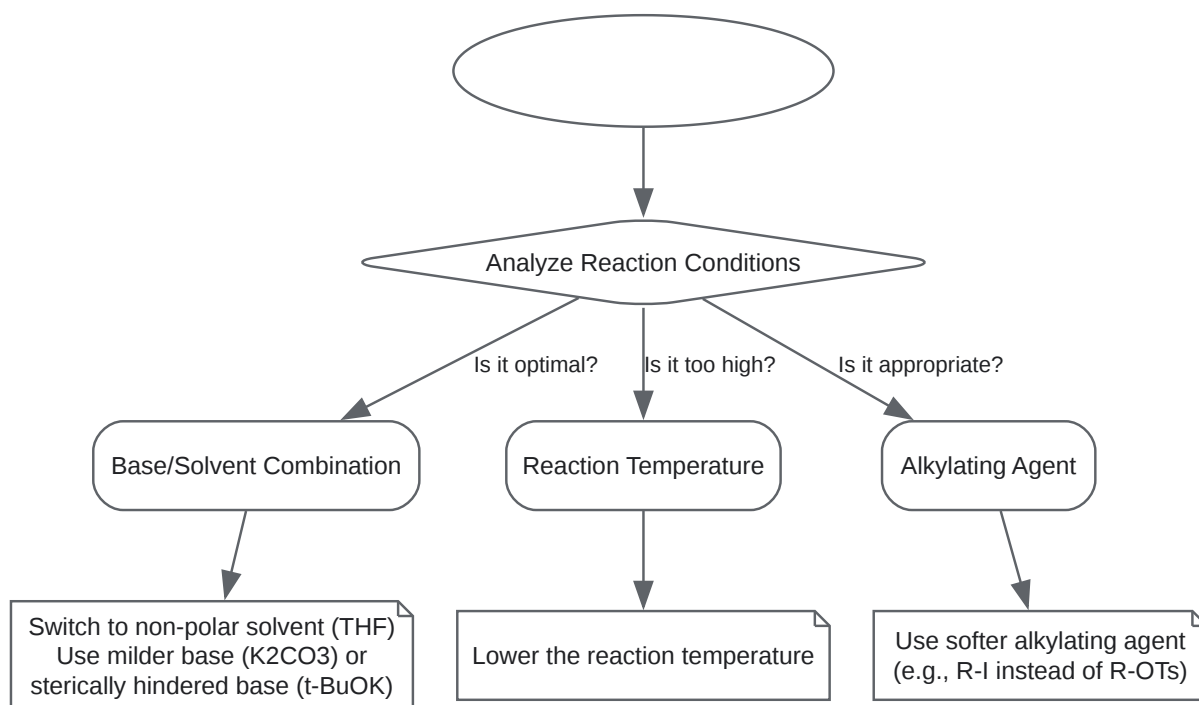 Analyze Reaction Conditions
Is it optimal?
Is it too high?
Is it appropriate?
Base/Solvent Combination
Reaction Temperature
Alkylating Agent
Switch to non-polar solvent (THF)
Use milder base (K2CO3) or
sterically hindered base (t-BuOK)
Lower the reaction temperature
Use softer alkylating agent
(e.g., R-I instead of R-OTs)